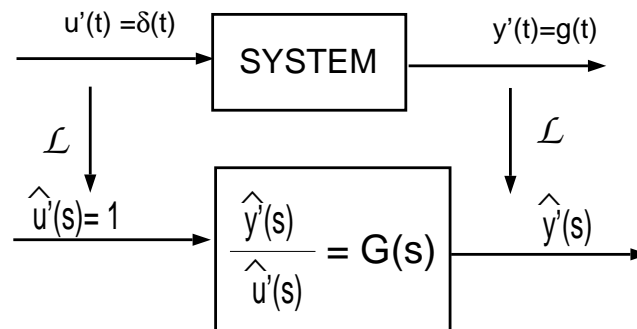 u'(t) =δ(t)
SYSTEM
y'(t)=g(t)
ℒ
ℒ
û'(s)= 1
ŷ'(s)
û'(s)
= G(s)
ŷ'(s)